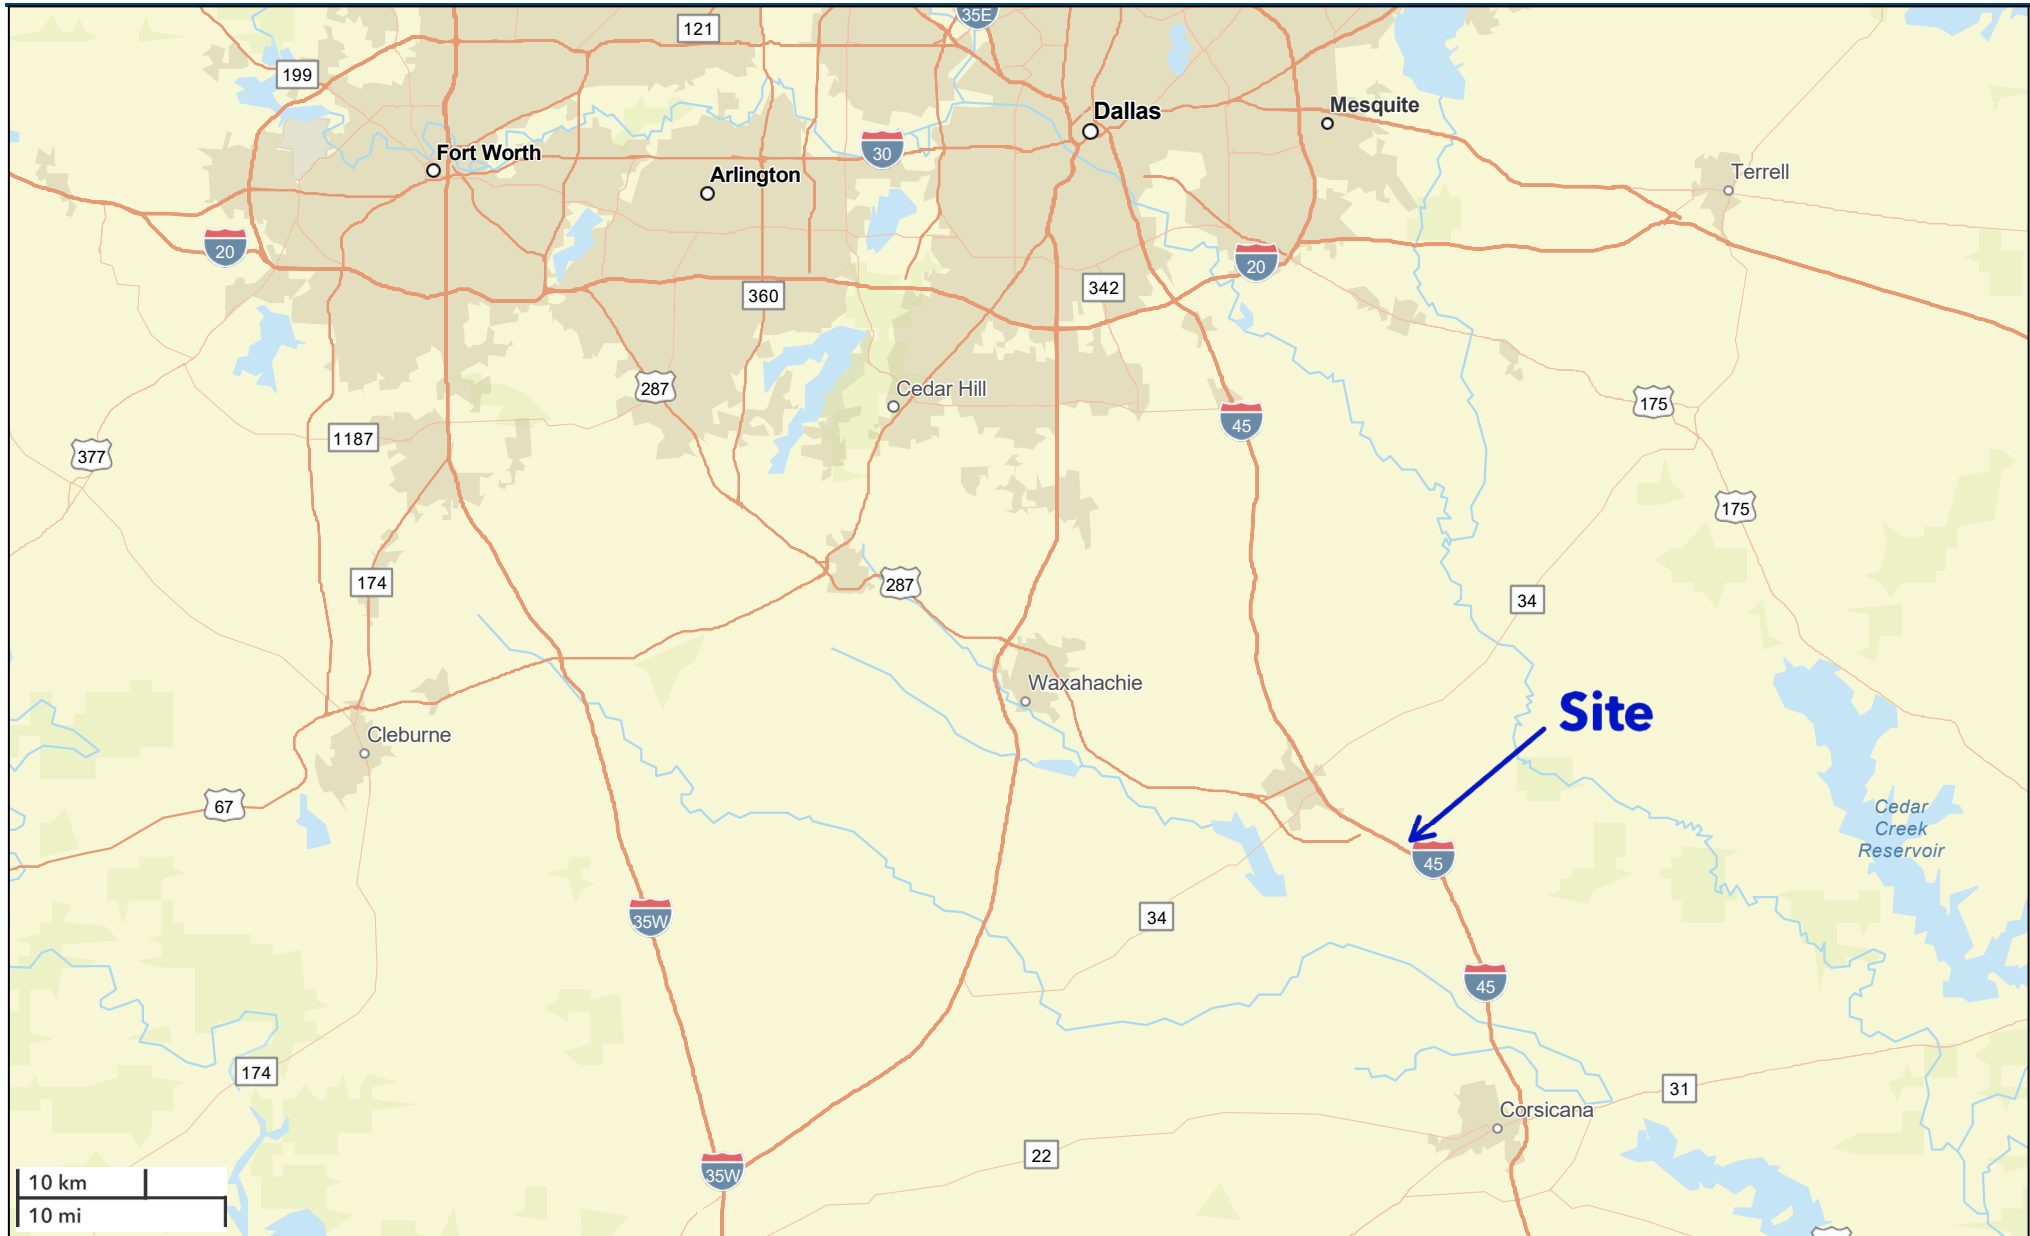 35E
121
199
Dallas
Mesquite
30
Fort Worth
Arlington
Terrell
20
20
360
342
287
Cedar Hill
175
45
1187
377
175
174
287
34
Waxahachie
Site
Cleburne
67
Cedar
Creek
Reservoir
45
34
35W
45
174
31
Corsicana
22
35W
10 km
10 mi